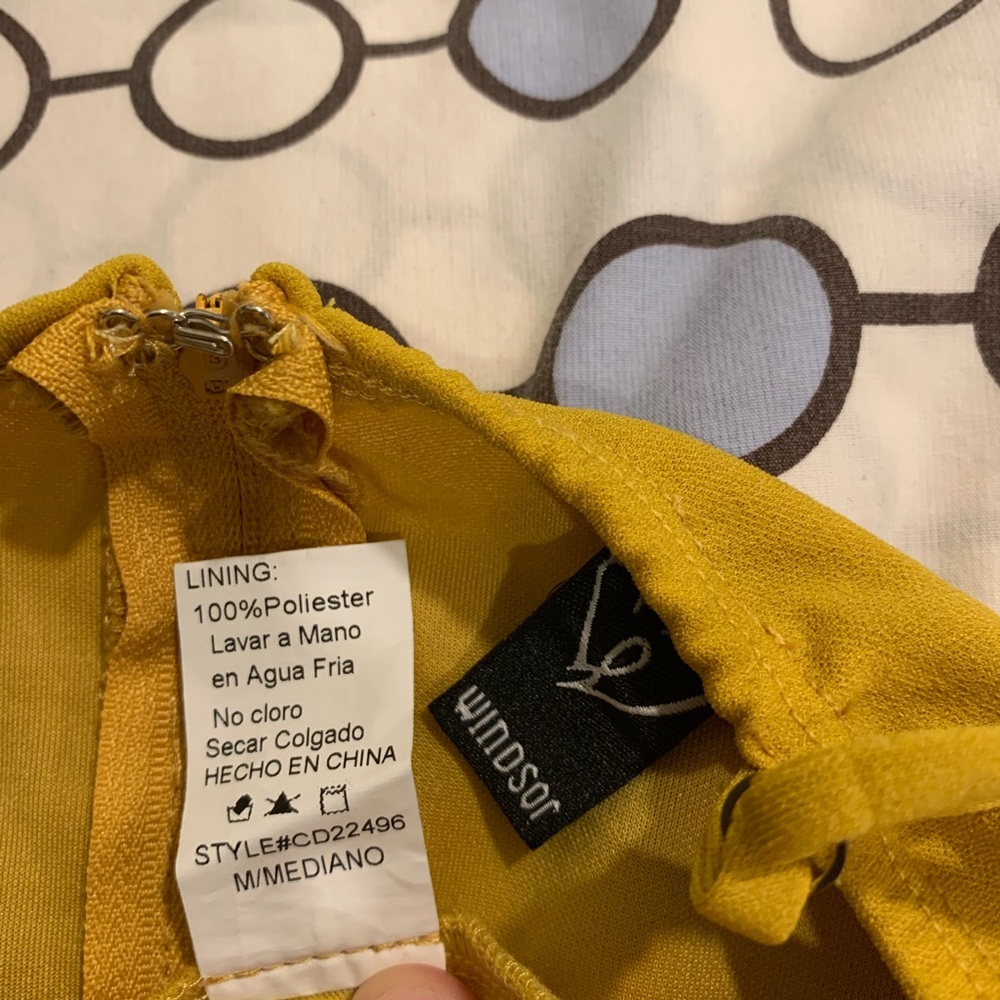 LINING:
100%Poliester
Lavar a Mano
en Agua Fria
No cloro
Secar Colgado
HECHO EN CHINA
STYLE#CD22496
M/MEDIANO
WINDSOr